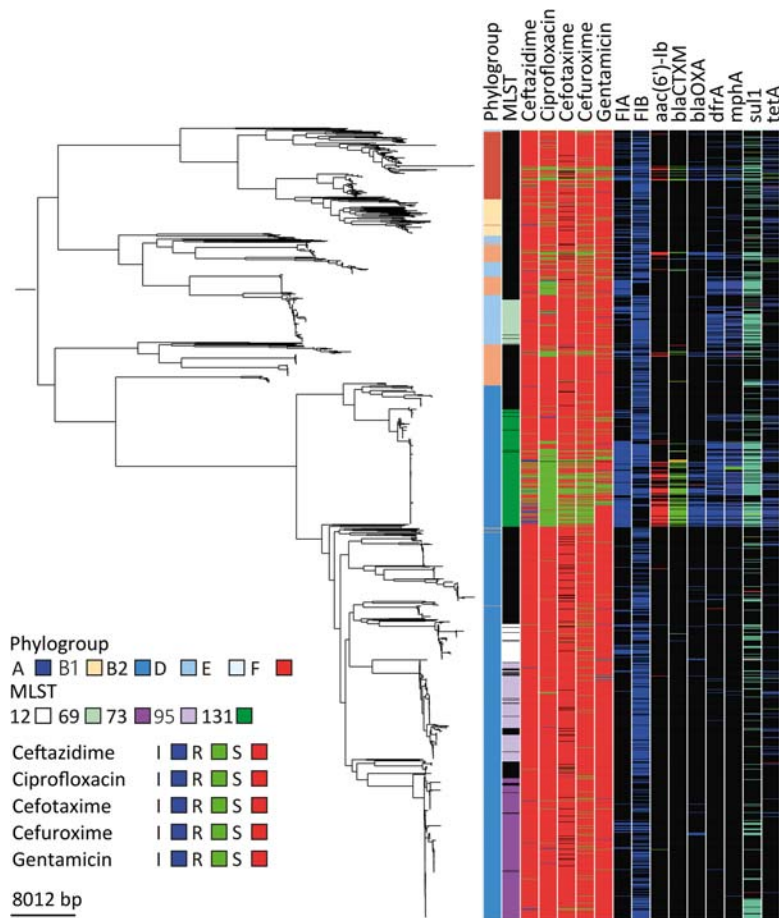 Phylogroup
MLST
Ceftazidime
Ciprofloxacin
Cefotaxime
Cefuroxime
Gentamicin
FIA
FIB
aac(6')-Ib
blaCTXM
blaOXA
dfrA
mphA
sul1
tetA
Phylogroup
A B1 B2 D E F
MLST
12 69 73 95 131
Ceftazidime I R S
Ciprofloxacin I R S
Cefotaxime I R S
Cefuroxime I R S
Gentamicin I R S
8012 bp